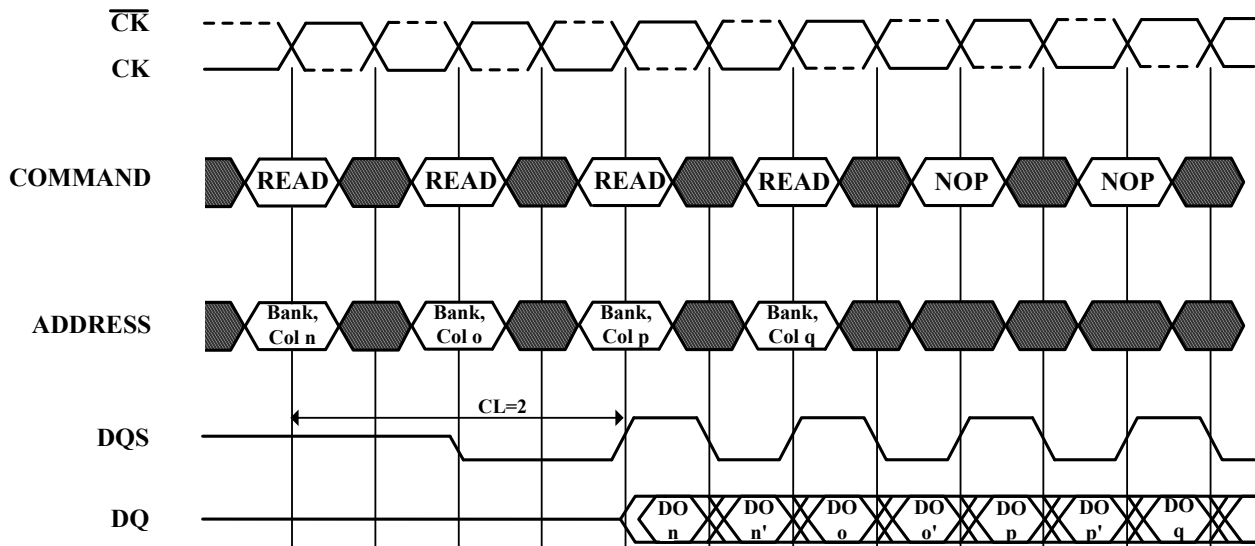 CK
CK
COMMAND
READ
READ
READ
READ
NOP
NOP
ADDRESS
Bank,
Col n
Bank,
Col o
Bank,
Col p
Bank,
Col q
CL=2
DQS
DQ
DO
n
DO
n'
DO
o
DO
o'
DO
p
DO
p'
DO
q